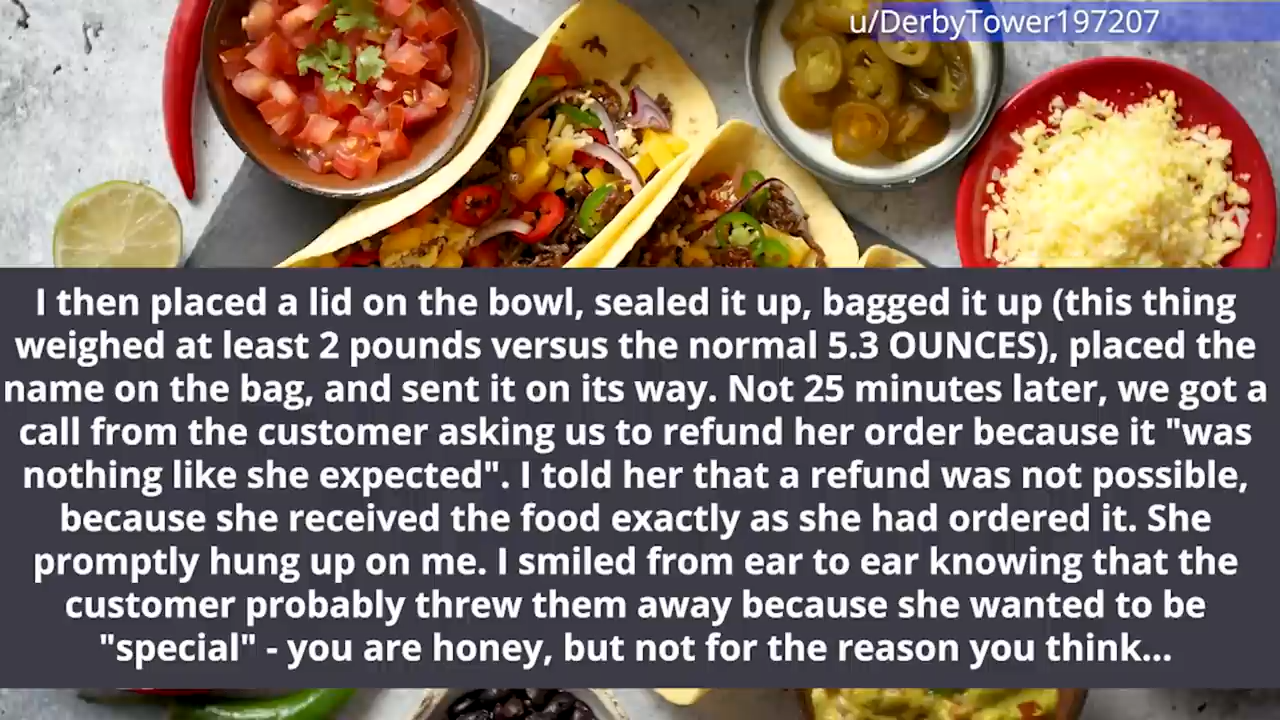 u/DerbyTower197207
I then placed a lid on the bowl, sealed it up, bagged it up (this thing
weighed at least 2 pounds versus the normal 5.3 OUNCES), placed the
name on the bag, and sent it on its way. Not 25 minutes later, we got a
call from the customer asking us to refund her order because it "was
nothing like she expected". I told her that a refund was not possible,
because she received the food exactly as she had ordered it. She
promptly hung up on me. I smiled from ear to ear knowing that the
customer probably threw them away because she wanted to be
"special" - you are honey, but not for the reason you think...